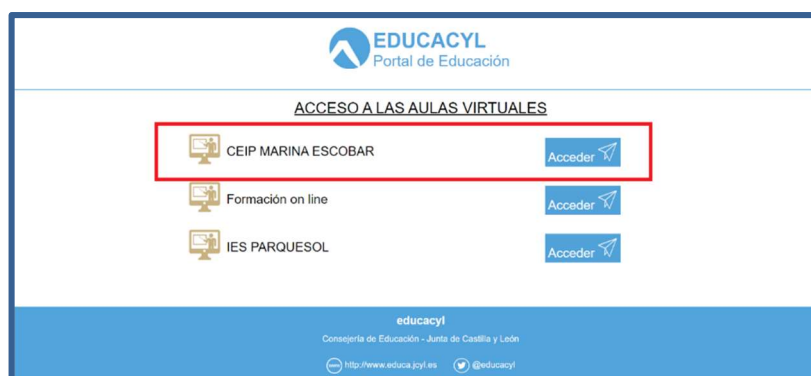 EDUCACYL
Portal de Educación
ACCESO A LAS AULAS VIRTUALES
CEIP MARINA ESCOBAR
Acceder
Formación on line
Acceder
IES PARQUESOL
Acceder
educacyl
Consejería de Educación - Junta de Castilla y León
http://www.educa.jcyl.es @educacyl